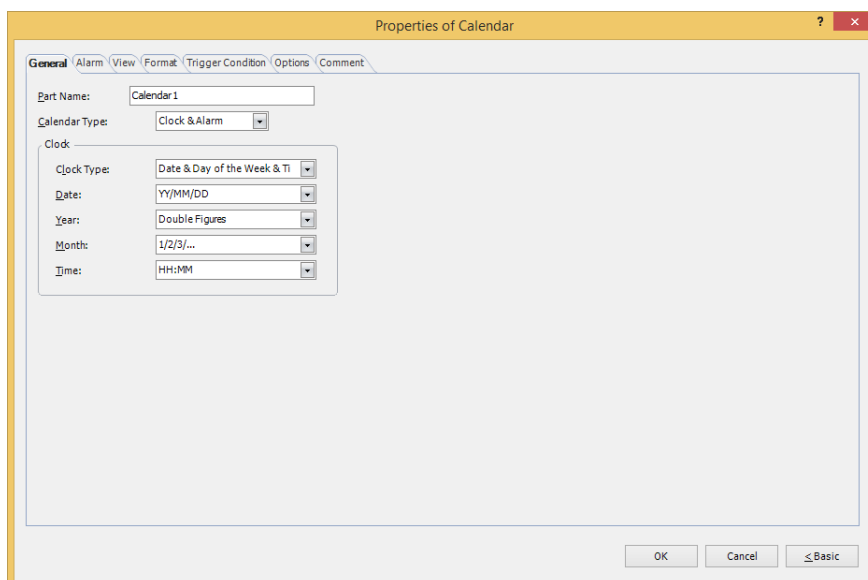 Properties of Calendar
?
×
General Alarm View Format Trigger Condition Options Comment
Part Name: Calendar1
Calendar Type: Clock & Alarm
Clock
Clock Type: Date & Day of the Week & Ti
Date: YY/MM/DD
Year: Double Figures
Month: 1/2/3/...
Time: HH:MM
OK Cancel < Basic